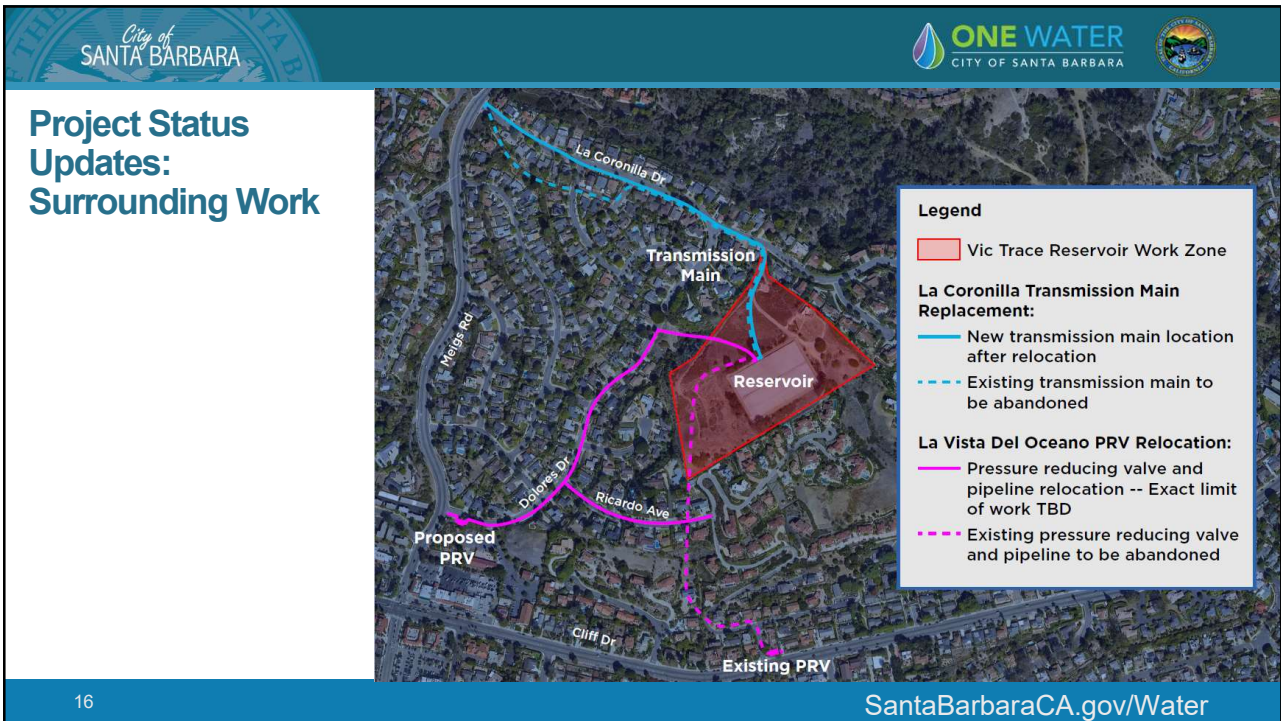 City of
SANTA BARBARA
ONE WATER
CITY OF SANTA BARBARA
Project Status
Updates:
Surrounding Work
La Coronilla Dr
Transmission
Main
Meigs Rd
Reservoir
Dolores Dr
Ricardo Ave
Proposed
PRV
Cliff Dr
Existing PRV
Legend
Vic Trace Reservoir Work Zone
La Coronilla Transmission Main
Replacement:
New transmission main location
after relocation
Existing transmission main to
be abandoned
La Vista Del Oceano PRV Relocation:
Pressure reducing valve and
pipeline relocation -- Exact limit
of work TBD
Existing pressure reducing valve
and pipeline to be abandoned
16
SantaBarbaraCA.gov/Water